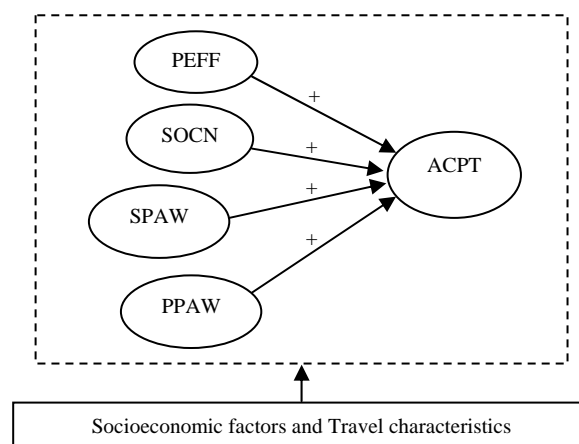 PEFF
+
SOCN
+
ACPT
SPAW
+
PPAW
+
Socioeconomic factors and Travel characteristics